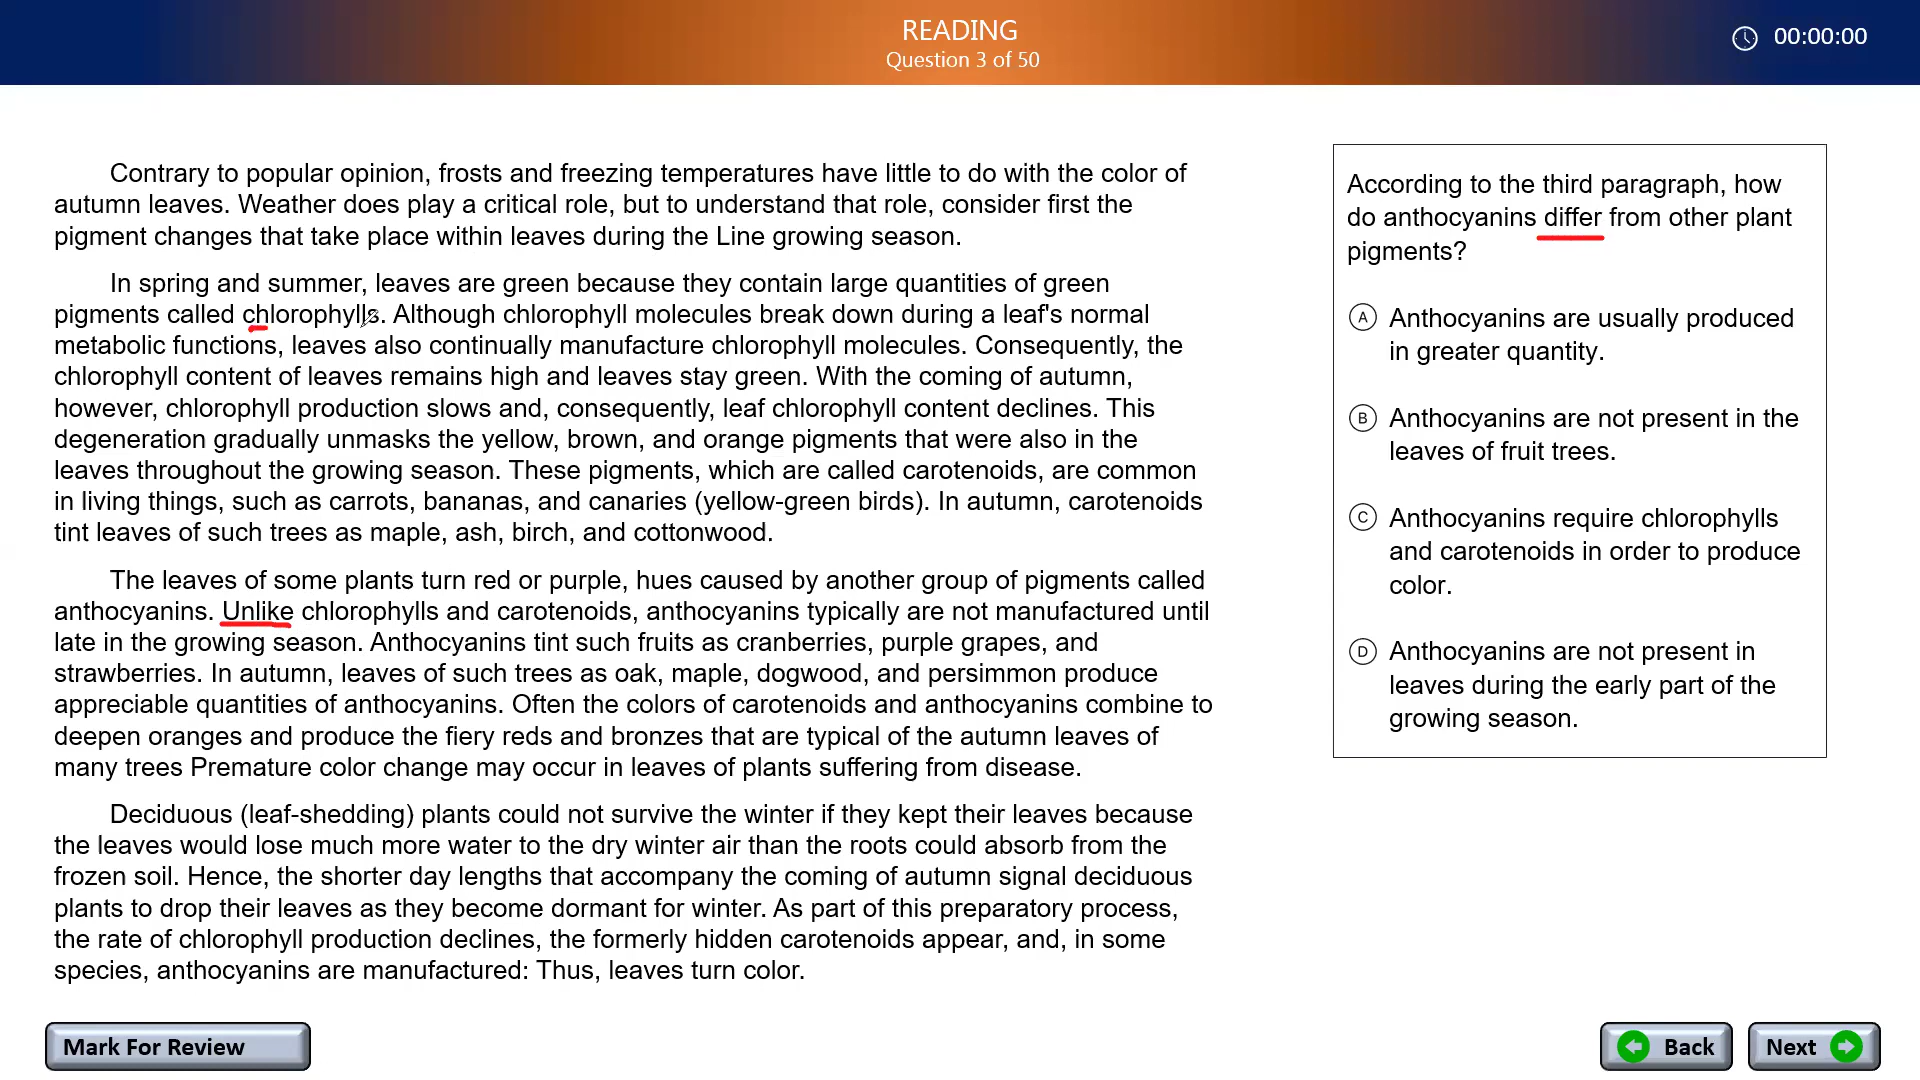 READING
Question 3 of 50
00:00:00
Contrary to popular opinion, frosts and freezing temperatures have little to do with the color of
autumn leaves. Weather does play a critical role, but to understand that role, consider first the
pigment changes that take place within leaves during the Line growing season.
In spring and summer, leaves are green because they contain large quantities of green
pigments called chlorophylls. Although chlorophyll molecules break down during a leaf's normal
metabolic functions, leaves also continually manufacture chlorophyll molecules. Consequently, the
chlorophyll content of leaves remains high and leaves stay green. With the coming of autumn,
however, chlorophyll production slows and, consequently, leaf chlorophyll content declines. This
degeneration gradually unmasks the yellow, brown, and orange pigments that were also in the
leaves throughout the growing season. These pigments, which are called carotenoids, are common
in living things, such as carrots, bananas, and canaries (yellow-green birds). In autumn, carotenoids
tint leaves of such trees as maple, ash, birch, and cottonwood.
The leaves of some plants turn red or purple, hues caused by another group of pigments called
anthocyanins. Unlike chlorophylls and carotenoids, anthocyanins typically are not manufactured until
late in the growing season. Anthocyanins tint such fruits as cranberries, purple grapes, and
strawberries. In autumn, leaves of such trees as oak, maple, dogwood, and persimmon produce
appreciable quantities of anthocyanins. Often the colors of carotenoids and anthocyanins combine to
deepen oranges and produce the fiery reds and bronzes that are typical of the autumn leaves of
many trees Premature color change may occur in leaves of plants suffering from disease.
Deciduous (leaf-shedding) plants could not survive the winter if they kept their leaves because
the leaves would lose much more water to the dry winter air than the roots could absorb from the
frozen soil. Hence, the shorter day lengths that accompany the coming of autumn signal deciduous
plants to drop their leaves as they become dormant for winter. As part of this preparatory process,
the rate of chlorophyll production declines, the formerly hidden carotenoids appear, and, in some
species, anthocyanins are manufactured: Thus, leaves turn color.
According to the third paragraph, how
do anthocyanins differ from other plant
pigments?
A Anthocyanins are usually produced
in greater quantity.
B Anthocyanins are not present in the
leaves of fruit trees.
C Anthocyanins require chlorophylls
and carotenoids in order to produce
color.
D Anthocyanins are not present in
leaves during the early part of the
growing season.
Mark For Review
Back
Next